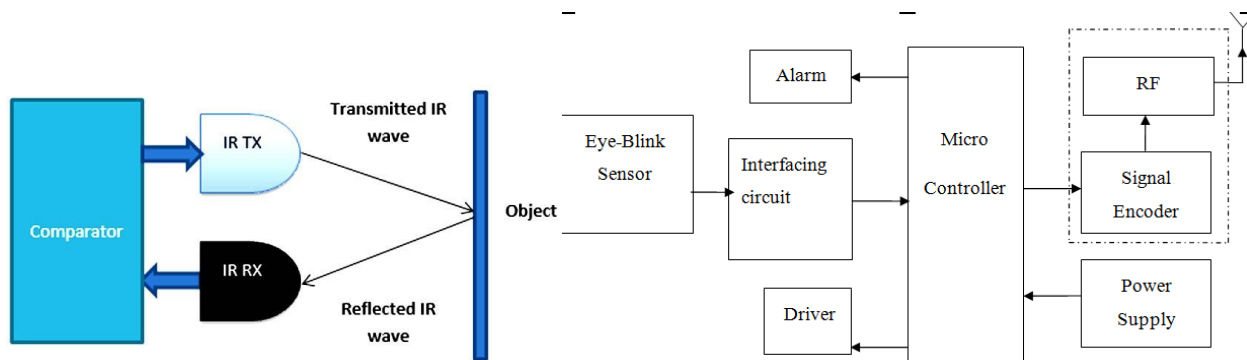 IR TX
Transmitted IR
wave
Comparator
Object
IR RX
Reflected IR
wave
Alarm
Eye-Blink
Sensor
Interfacing
circuit
Micro
Controller
RF
Signal
Encoder
Driver
Power
Supply